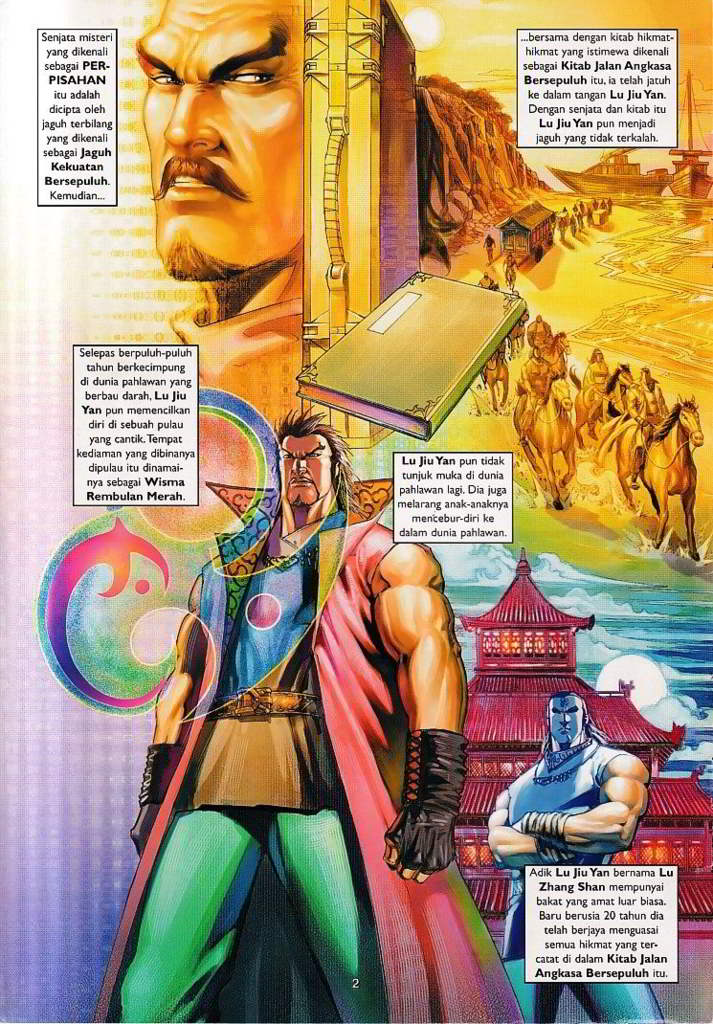 Senjata misteri
yang dikenali
sebagai PER-
PISAHAN
itu adalah
dicipta oleh
jaguh terbilang
yang dikenali
sebagai Jaguh
Kekuatan
Bersepuluh.
Kemudian...
...bersama dengan kitab hikmat-
hikmat yang istimewa dikenali
sebagai Kitab Jalan Angkasa
Bersepuluh itu, ia telah jatuh
ke dalam tangan Lu Jiu Yan.
Dengan senjata dan kitab itu
Lu Jiu Yan pun menjadi
jaguh yang tidak terkalah.
Selepas berpuluh-puluh
tahun berkecimpung
di dunia pahlawan yang
berbau darah, Lu Jiu
Yan pun memencilkan
diri di sebuah pulau
yang cantik. Tempat
kediaman yang dibinanya
dipulau itu dinamai-
nya sebagai Wisma
Rembulan Merah.
Lu Jiu Yan pun tidak
tunjuk muka di dunia
pahlawan lagi. Dia juga
melarang anak-anaknya
mencebur-diri ke
dalam dunia pahlawan.
Adik Lu Jiu Yan bernama Lu
Zhang Shan mempunyai
bakat yang amat luar biasa.
Baru berusia 20 tahun dia
telah berjaya menguasai
semua hikmat yang ter-
catat di dalam Kitab Jalan
Angkasa Bersepuluh itu.
2